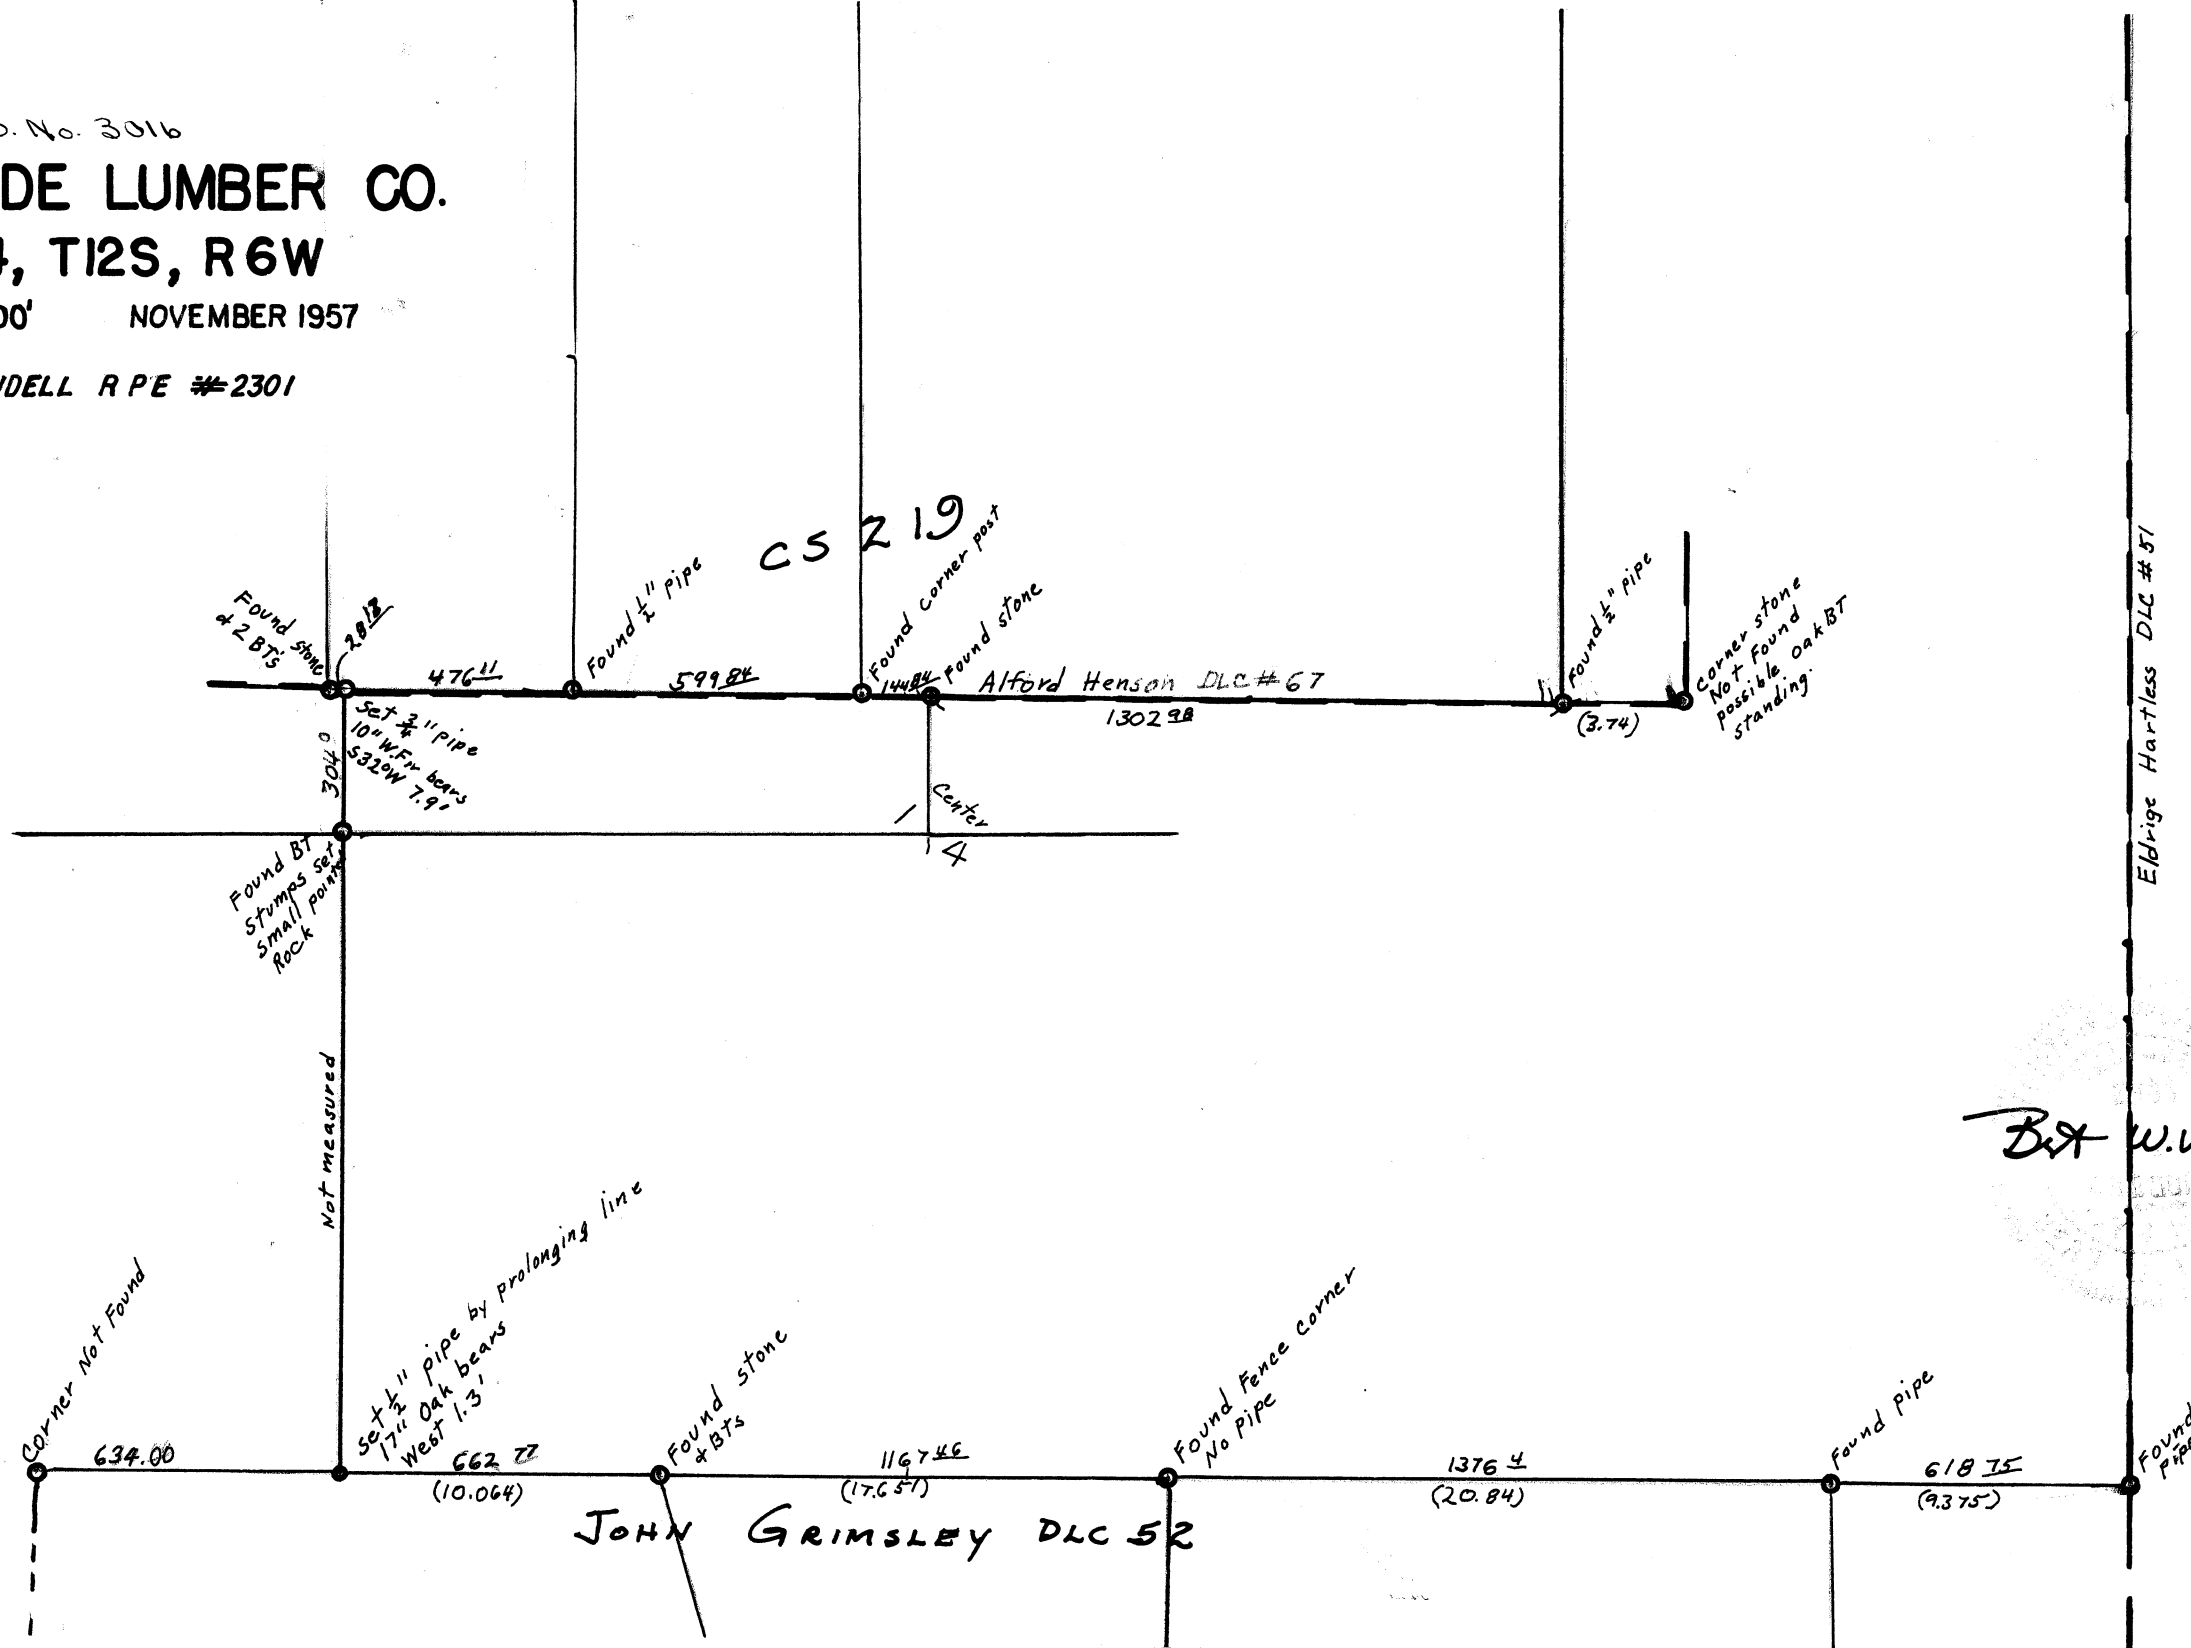 No. 3016
DE LUMBER CO.
4, T12S, R6W
00' NOVEMBER 1957
DELL RPE #2301
CS 219
Found stone
& 2 BT's
28 13
476 11
Found 1/2" pipe
599 84
Found corner post
144 84
Found stone
Alford Henson DLC # 67
1302 98
Found 1/2" pipe
(3.74)
corner stone
Not Found
possible Oak BT
standing.
Eldrige Hartless DLC # 51
Set 3/4" pipe
10" W.Fir bears
S32°W 7.9'
304 0
Center
4
Found BT
Stumps set
small pointed
Rock
Not measured
Bert W.
Corner Not Found
634.00
Set 1/2" pipe by prolonging line
17" Oak bears
West 1.3'
662 77
(10.064)
Found stone
& BTs
1167 46
(17.651)
Found Fence Corner
No Pipe
1376 4
(20.84)
Found pipe
618 75
(9.375)
Found
pipe
JOHN GRIMSLEY DLC 52